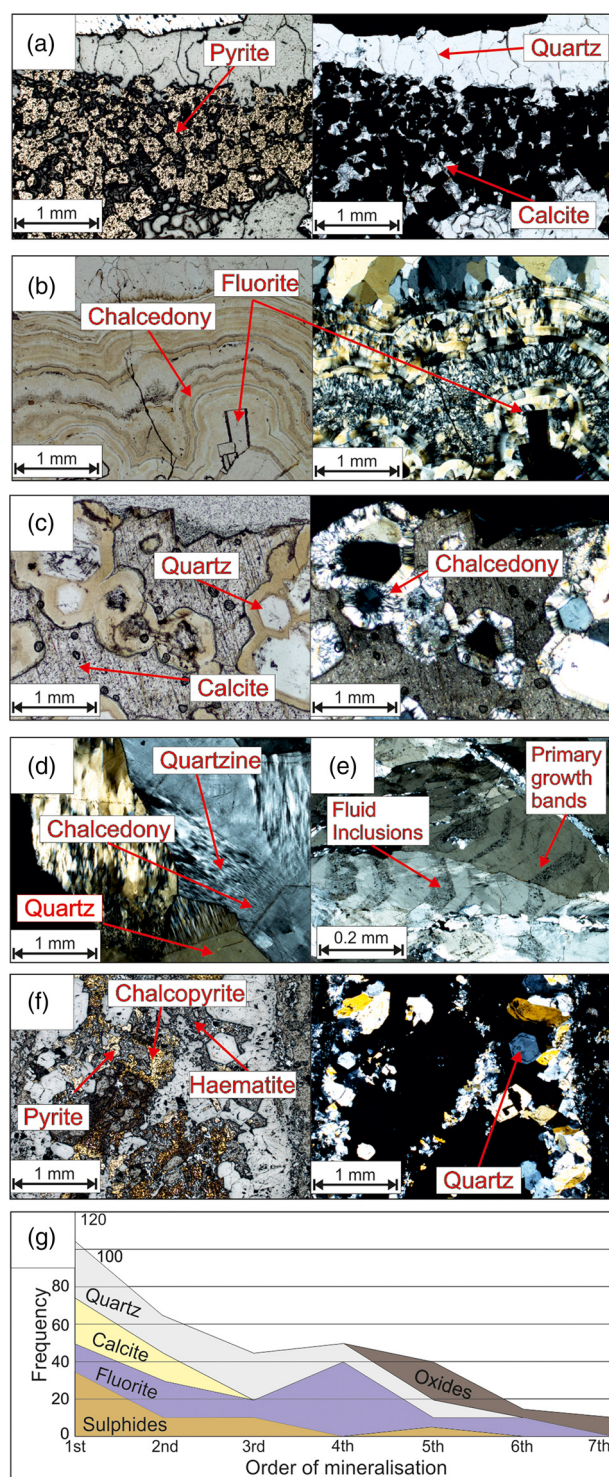 (a)
Pyrite
Quartz
Calcite
1 mm
1 mm
(b)
Fluorite
Chalcedony
1 mm
1 mm
(c)
Quartz
Chalcedony
Calcite
1 mm
1 mm
(d)
Quartzine
Chalcedony
Quartz
1 mm
(e)
Primary
growth
bands
Fluid
Inclusions
0.2 mm
(f)
Chalcopyrite
Haematite
Pyrite
Quartz
1 mm
1 mm
(g)
120
100
80
60
40
20
0
Frequency
Quartz
Calcite
Fluorite
Sulphides
Oxides
1st
2nd
3rd
4th
5th
6th
7th
Order of mineralisation